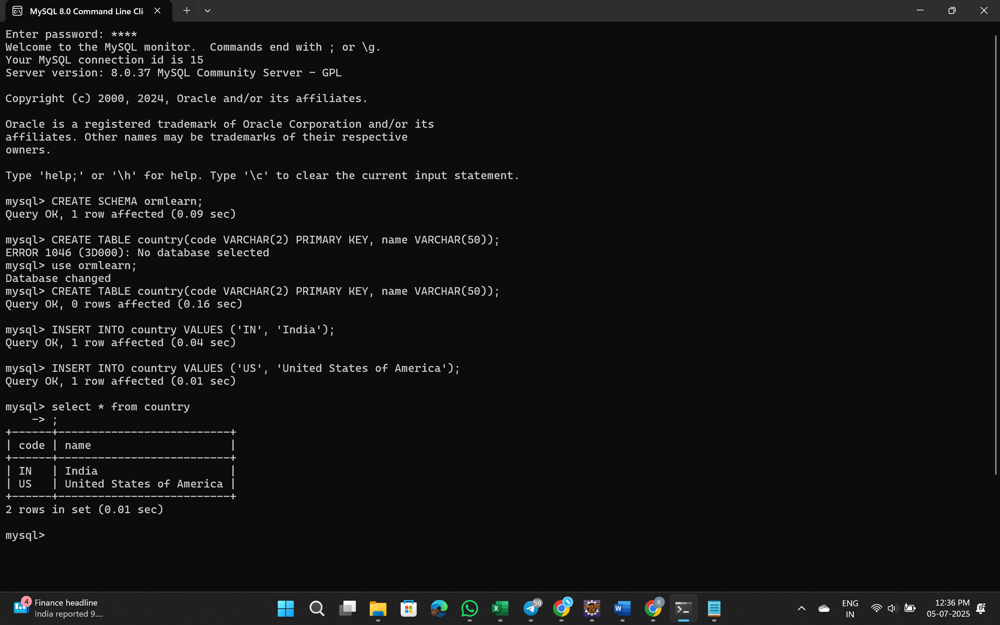 MySQL 8.0 Command Line Cli
Enter password: ****
Welcome to the MySQL monitor.  Commands end with ; or \g.
Your MySQL connection id is 15
Server version: 8.0.37 MySQL Community Server - GPL
Copyright (c) 2000, 2024, Oracle and/or its affiliates.
Oracle is a registered trademark of Oracle Corporation and/or its
affiliates. Other names may be trademarks of their respective
owners.
Type 'help;' or '\h' for help. Type '\c' to clear the current input statement.
mysql> CREATE SCHEMA ormlearn;
Query OK, 1 row affected (0.09 sec)
mysql> CREATE TABLE country(code VARCHAR(2) PRIMARY KEY, name VARCHAR(50));
ERROR 1046 (3D000): No database selected
mysql> use ormlearn;
Database changed
mysql> CREATE TABLE country(code VARCHAR(2) PRIMARY KEY, name VARCHAR(50));
Query OK, 0 rows affected (0.16 sec)
mysql> INSERT INTO country VALUES ('IN', 'India');
Query OK, 1 row affected (0.04 sec)
mysql> INSERT INTO country VALUES ('US', 'United States of America');
Query OK, 1 row affected (0.01 sec)
mysql> select * from country
    -> ;
+------+--------------------------+
| code | name                     |
+------+--------------------------+
| IN   | India                    |
| US   | United States of America |
+------+--------------------------+
2 rows in set (0.01 sec)
mysql>
4
Finance headline
India reported 9....
59
Java EE
IDE
K
ENG
IN
12:36 PM
05-07-2025